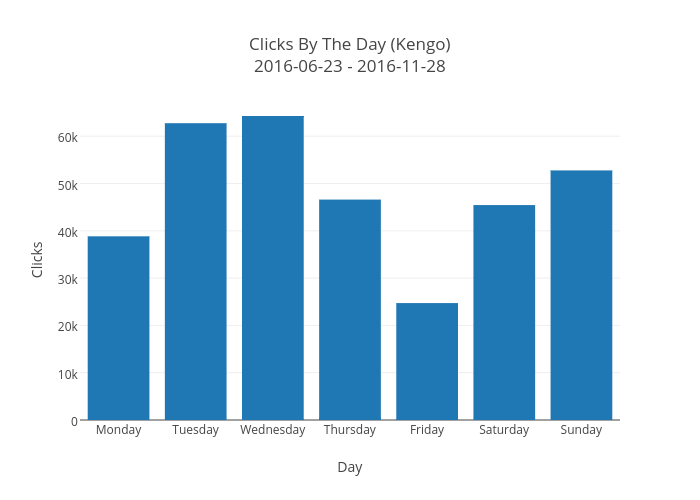 Clicks By The Day (Kengo)
2016-06-23 - 2016-11-28
60k
50k
40k
30k
20k
10k
0
Clicks
Monday
Tuesday
Wednesday
Thursday
Friday
Saturday
Sunday
Day